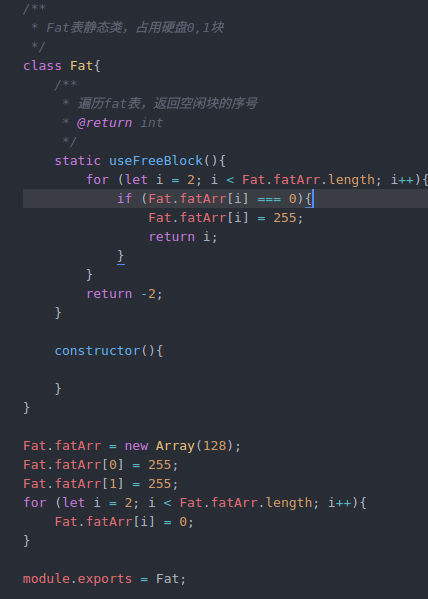 /**
 * Fat表静态类，占用硬盘0,1块
 */
class Fat{
    /**
     * 遍历fat表，返回空闲块的序号
     * @return int
     */
    static useFreeBlock(){
        for (let i = 2; i < Fat.fatArr.length; i++){
            if (Fat.fatArr[i] === 0){
                Fat.fatArr[i] = 255;
                return i;
            }
        }
        return -2;
    }

    constructor(){

    }
}

Fat.fatArr = new Array(128);
Fat.fatArr[0] = 255;
Fat.fatArr[1] = 255;
for (let i = 2; i < Fat.fatArr.length; i++){
    Fat.fatArr[i] = 0;
}

module.exports = Fat;